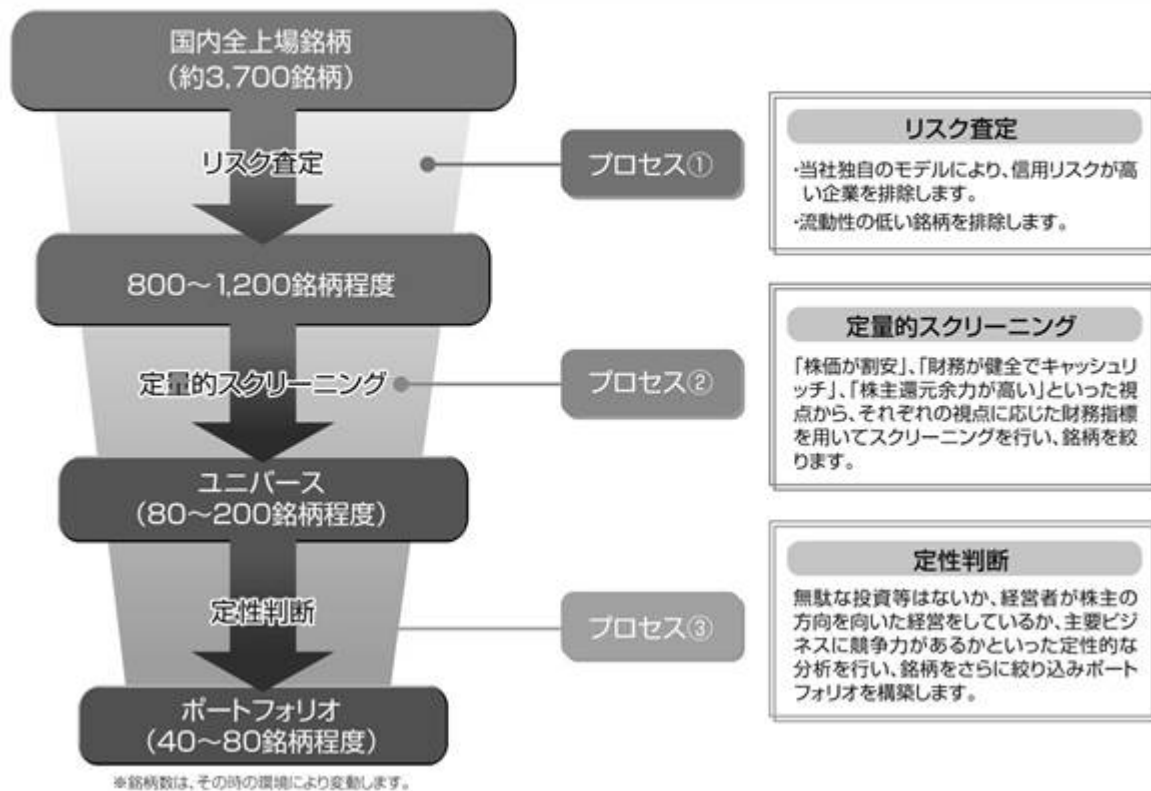 国内全上場銘柄
(約3,700銘柄)
リスク査定
プロセス①
リスク査定
・当社独自のモデルにより、信用リスクが高
い企業を排除します。
・流動性の低い銘柄を排除します。
800～1,200銘柄程度
定量的スクリーニング
プロセス②
定量的スクリーニング
「株価が割安」、「財務が健全でキャッシュリ
ッチ」、「株主還元余力が高い」といった視
点から、それぞれの視点に応じた財務指標
を用いてスクリーニングを行い、銘柄を絞
ります。
ユニバース
(80～200銘柄程度)
定性判断
プロセス③
定性判断
無駄な投資等はないか、経営者が株主の
方向を向いた経営をしているか、主要ビジ
ネスに競争力があるかといった定性的な
分析を行い、銘柄をさらに絞り込みポート
フォリオを構築します。
ポートフォリオ
(40～80銘柄程度)
※銘柄数は、その時の環境により変動します。